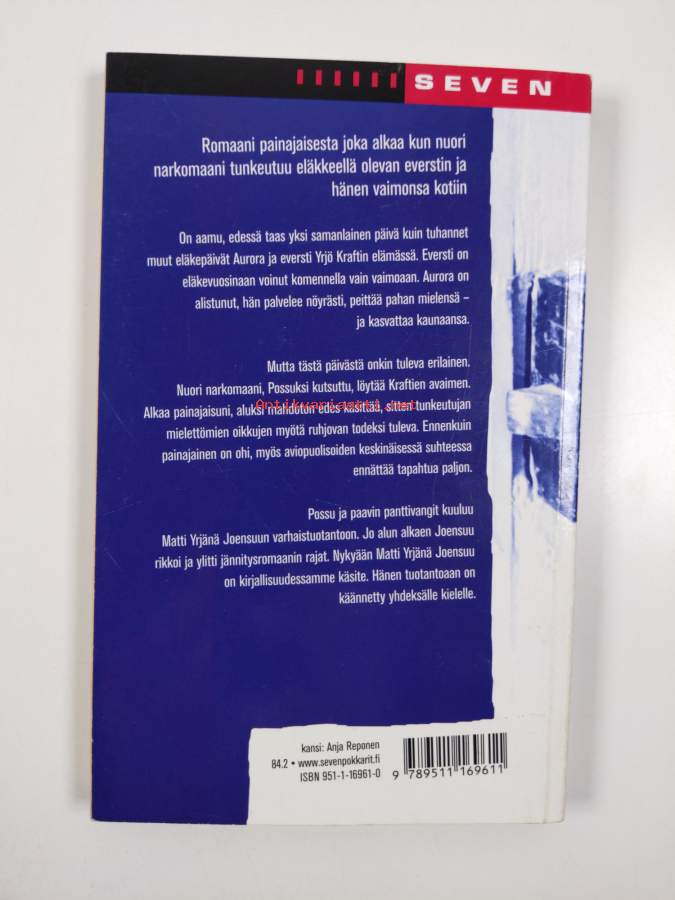 SEVEN
Romaani painajaisesta joka alkaa kun nuori
narkomaani tunkeutuu eläkkeellä olevan everstin ja
hänen vaimonsa kotiin
On aamu, edessä taas yksi samanlainen päivä kuin tuhannet
muut eläkepäivät Aurora ja eversti Yrjö Kraftin elämässä. Eversti on
eläkevuosinaan voinut komennella vain vaimoaan. Aurora on
alistunut, hän palvelee nöyrästi, peittää pahan mielensä –
ja kasvattaa kaunaansa.
Mutta tästä päivästä onkin tuleva erilainen.
Nuori narkomaani, Possuksi kutsuttu, löytää Kraftien avaimen.
Antikvariaatti.net
Alkaa painajaisuni, aluksi mahdoton edes käsittää, sitten tunkeutujan
mielettömien oikkujen myötä ruhjovan todeksi tuleva. Ennenkuin
painajainen on ohi, myös aviopuolisoiden keskinäisessä suhteessa
ennättää tapahtua paljon.
Possu ja paavin panttivangit kuuluu
Matti Yrjänä Joensuun varhaistuotantoon. Jo alun alkaen Joensuu
rikkoi ja ylitti jännitysromaanin rajat. Nykyään Matti Yrjänä Joensuu
on kirjallisuudessamme käsite. Hänen tuotantoaan on
käännetty yhdeksälle kielelle.
kansi: Anja Reponen
84.2 • www.sevenpokkarit.fi
ISBN 951-1-16961-0
9 789511 169611